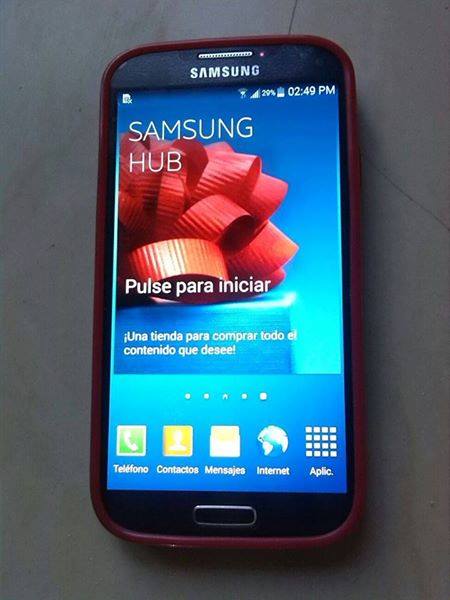 SAMSUNG
29% 02:49 PM
SAMSUNG
HUB
Pulse para iniciar
¡Una tienda para comprar todo el
contenido que desee!
Teléfono Contactos Mensajes Internet Aplic.